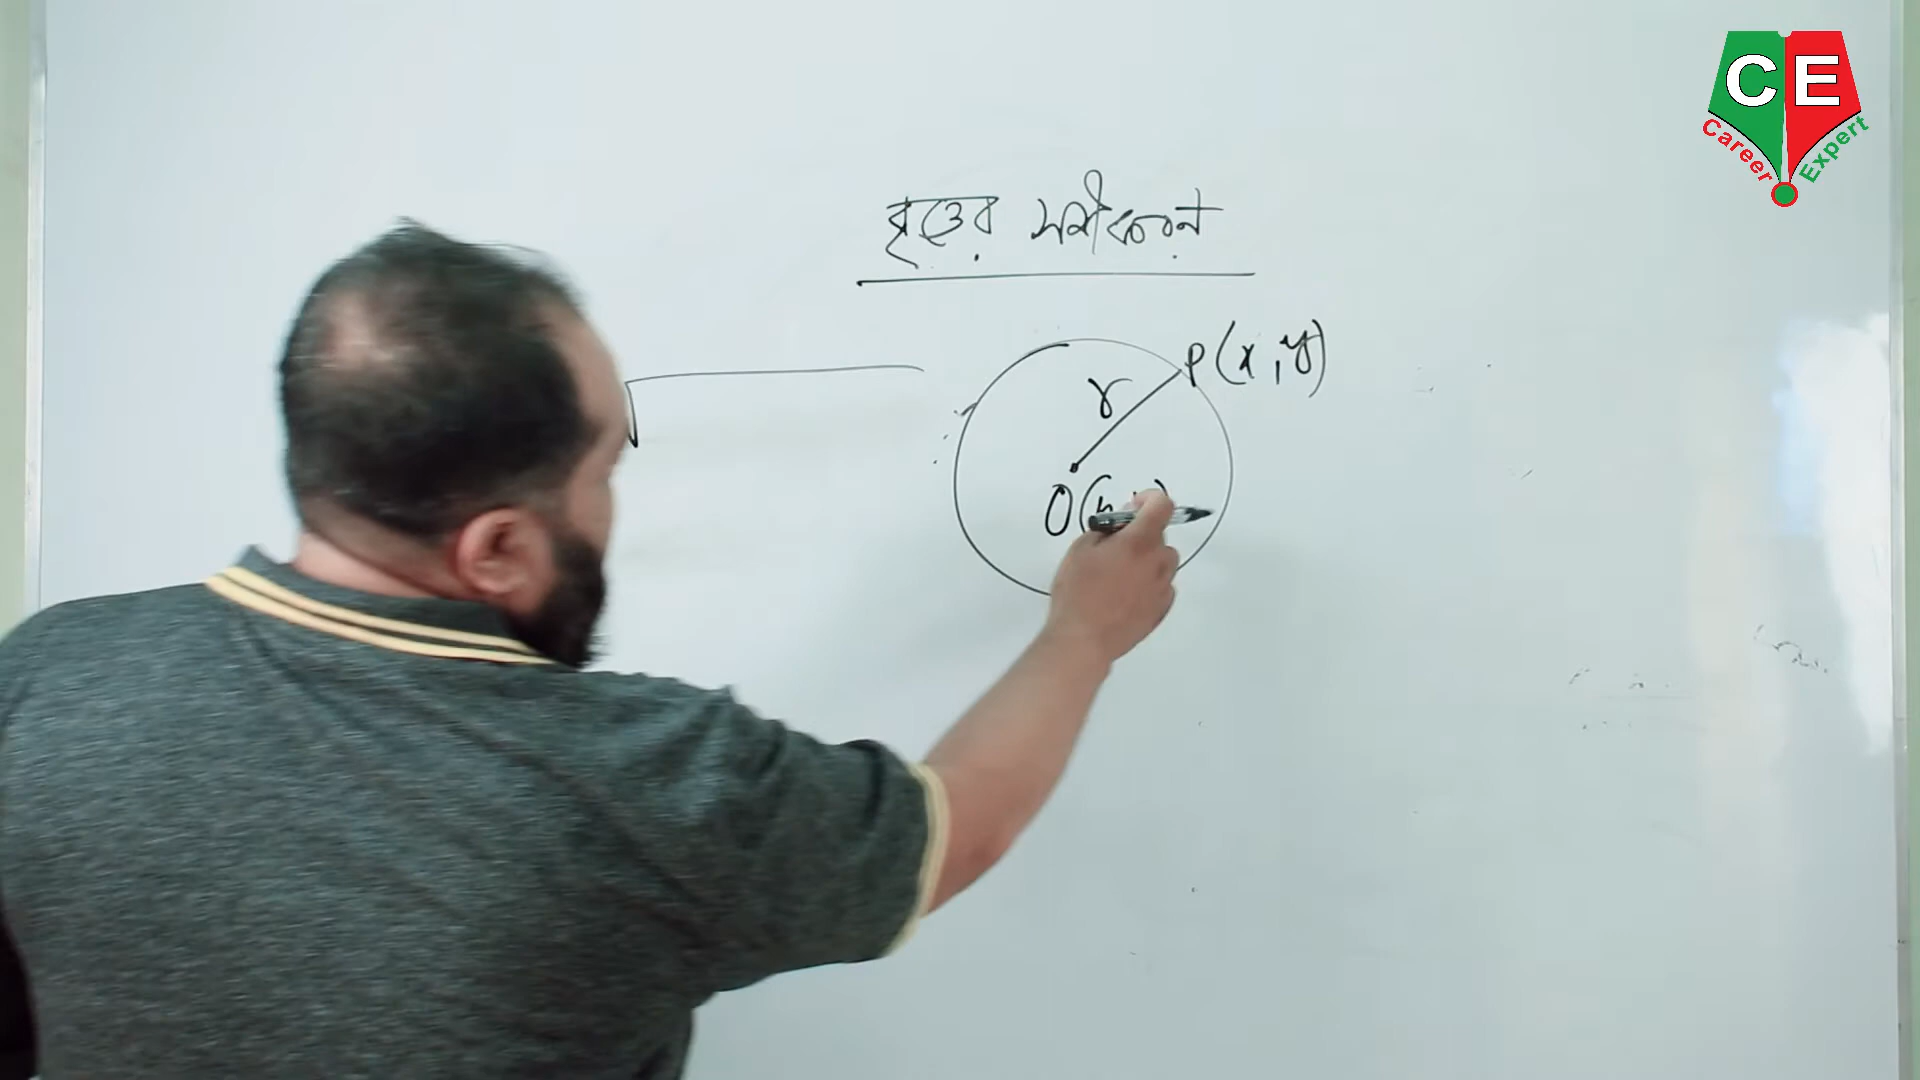 CE
Career Expert
বৃত্তের সমীকরণ
P(x,y)
r
O(h